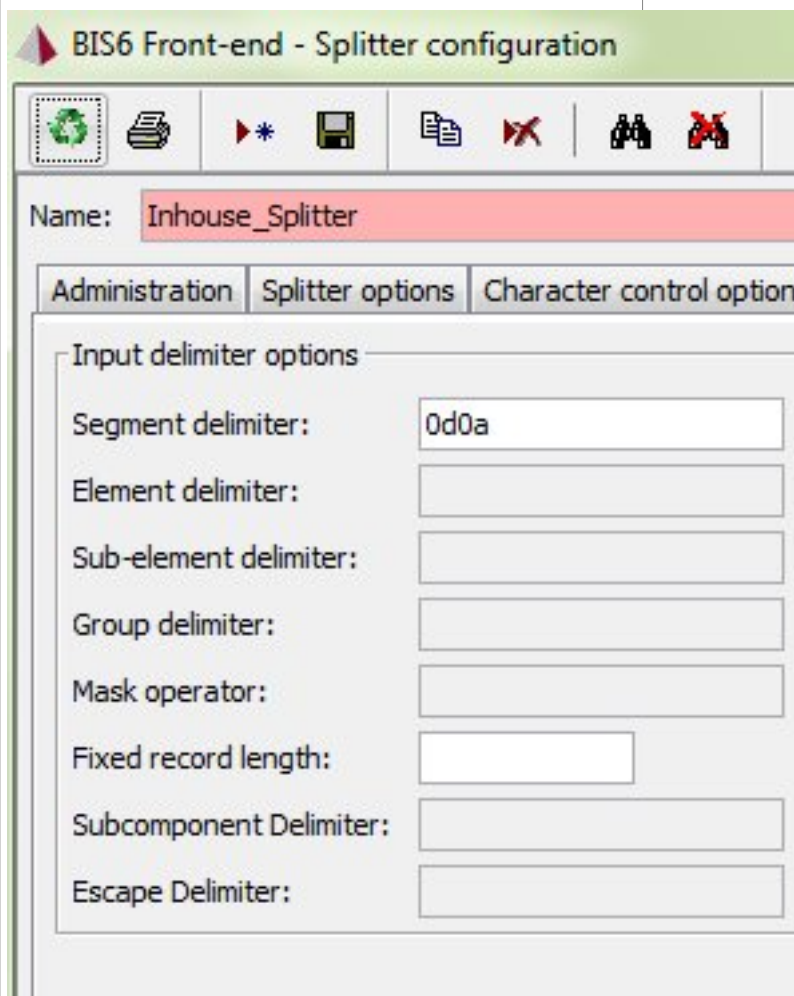 BIS6 Front-end - Splitter configuration
Name: Inhouse_Splitter
Administration Splitter options Character control option
Input delimiter options
Segment delimiter: 0d0a
Element delimiter:
Sub-element delimiter:
Group delimiter:
Mask operator:
Fixed record length:
Subcomponent Delimiter:
Escape Delimiter: